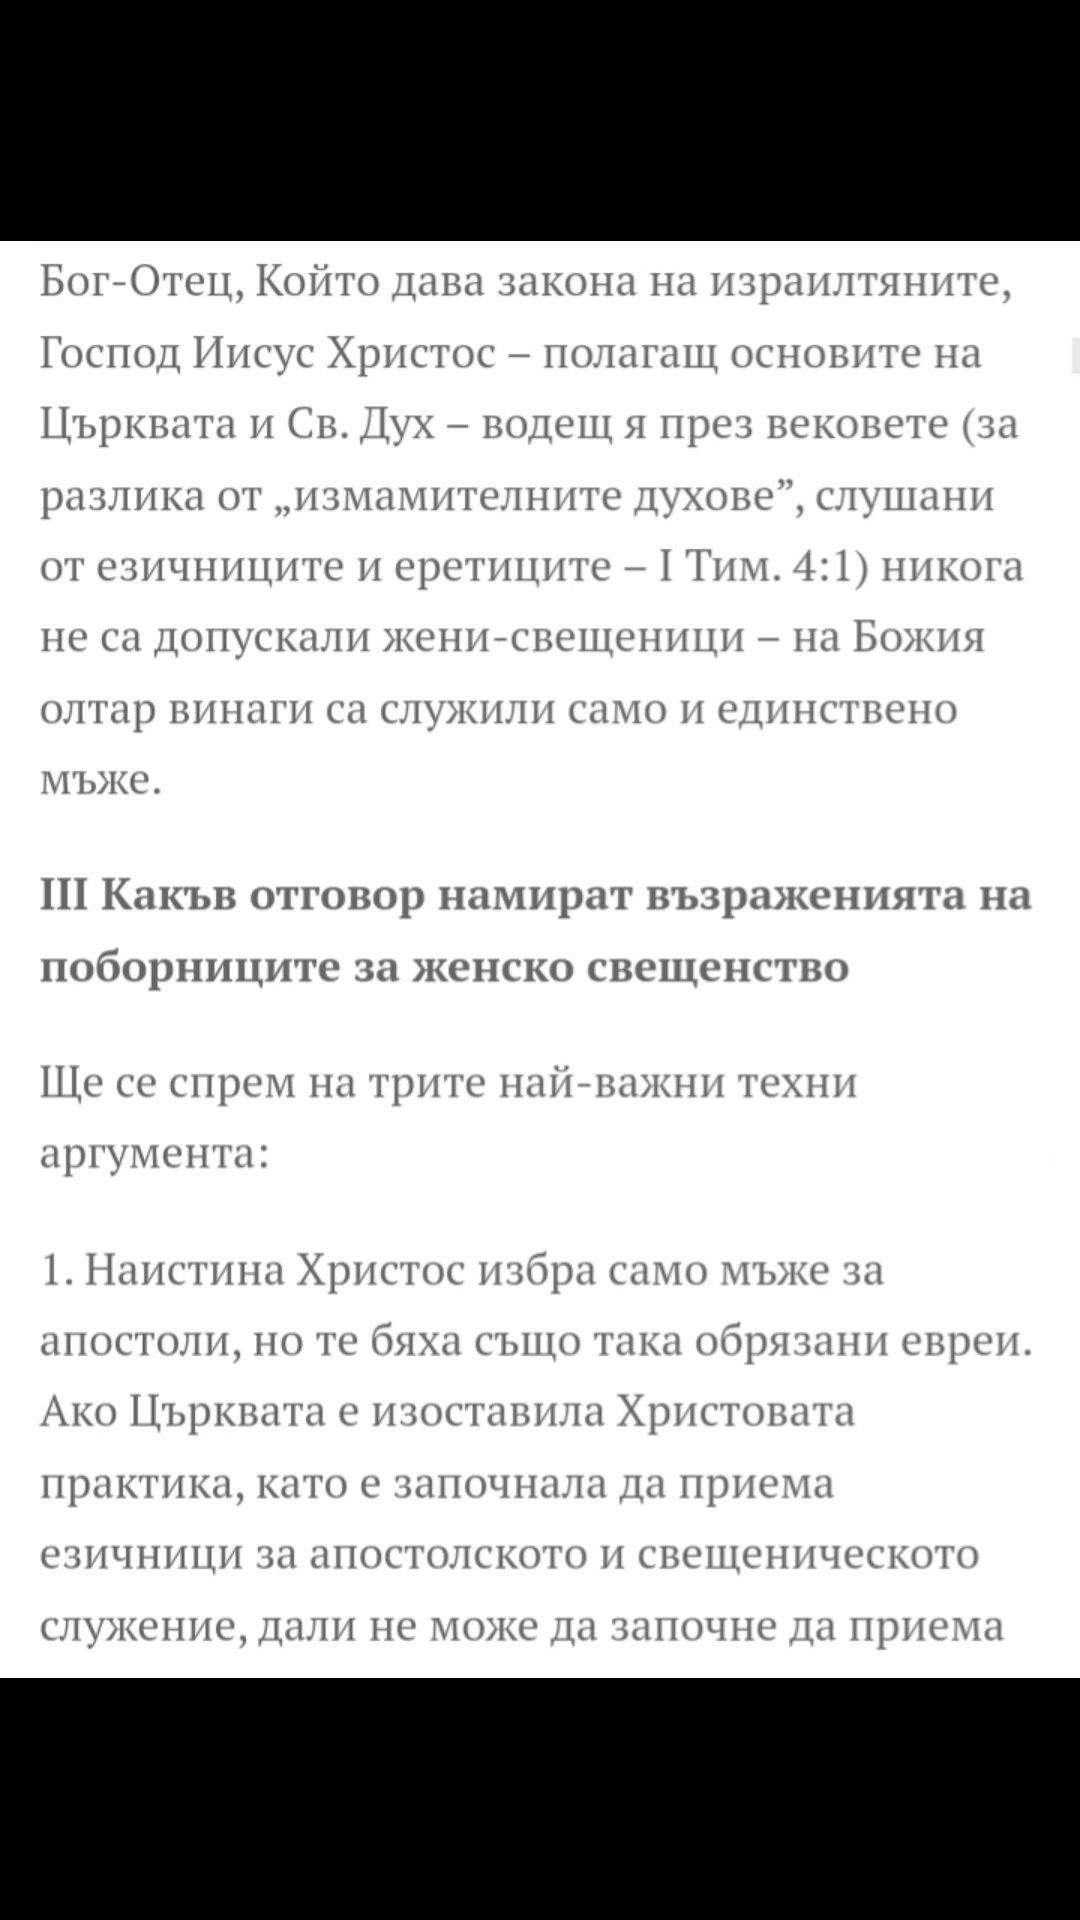 Бог-Отец, Който дава закона на израилтяните,
Господ Иисус Христос – полагащ основите на
Църквата и Св. Дух – водещ я през вековете (за
разлика от „измамителните духове”, слушани
от езичниците и еретиците – I Тим. 4:1) никога
не са допускали жени-свещеници – на Божия
олтар винаги са служили само и единствено
мъже.
III Какъв отговор намират възраженията на
поборниците за женско свещенство
Ще се спрем на трите най-важни техни
аргумента:
1. Наистина Христос избра само мъже за
апостоли, но те бяха също така обрязани евреи.
Ако Църквата е изоставила Христовата
практика, като е започнала да приема
езичници за апостолското и свещеническото
служение, дали не може да започне да приема